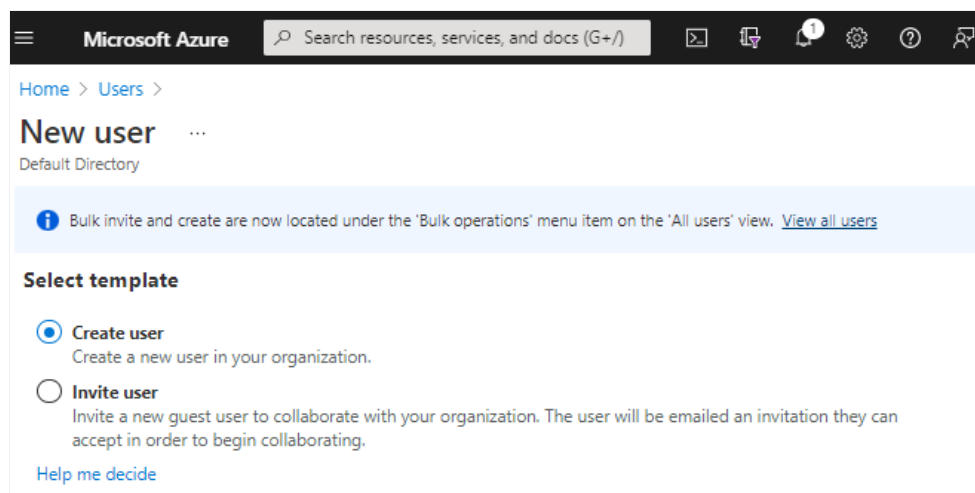 Microsoft Azure
Search resources, services, and docs (G+/)
1
Home > Users >
New user ...
Default Directory
Bulk invite and create are now located under the 'Bulk operations' menu item on the 'All users' view. View all users
Select template
Create user
Create a new user in your organization.
Invite user
Invite a new guest user to collaborate with your organization. The user will be emailed an invitation they can
accept in order to begin collaborating.
Help me decide